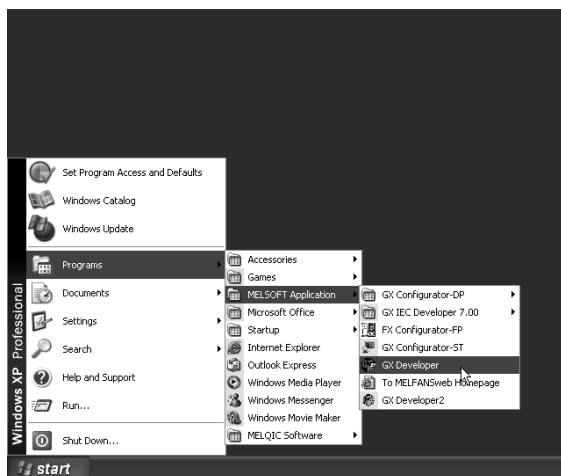 Set Program Access and Defaults
Windows Catalog
Windows Update
Programs
Documents
Settings
Search
Help and Support
Run...
Shut Down...
Windows XP Professional
Accessories
Games
MELSOFT Application
Microsoft Office
Startup
Internet Explorer
Outlook Express
Windows Media Player
Windows Messenger
Windows Movie Maker
MELQIC Software
GX Configurator-DP
GX IEC Developer 7.00
FX Configurator-FP
GX Configurator-ST
GX Developer
To MELFANSweb Homepage
GX Developer2
start